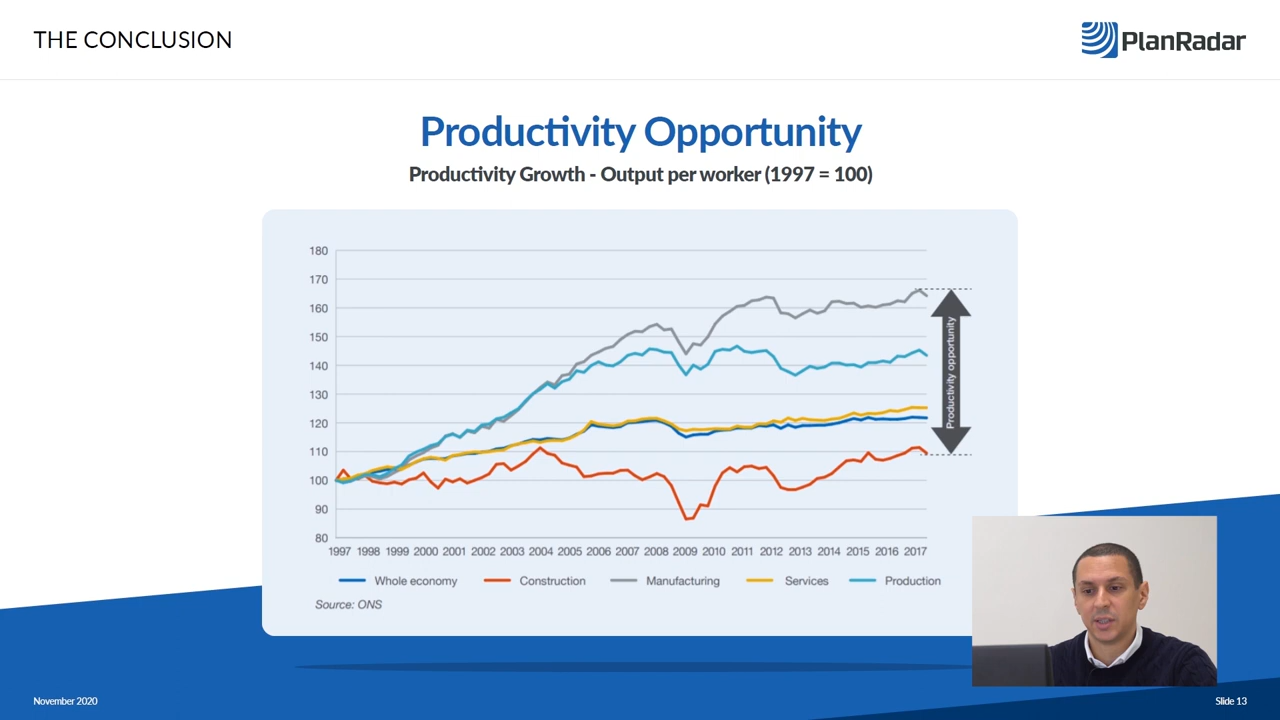 THE CONCLUSION
PlanRadar
Productivity Opportunity
Productivity Growth - Output per worker (1997 = 100)
180
170
160
150
140
130
120
110
100
90
80
Productivity opportunity
1997 1998 1999 2000 2001 2002 2003 2004 2005 2006 2007 2008 2009 2010 2011 2012 2013 2014 2015 2016 2017
Whole economy Construction Manufacturing Services Production
Source: ONS
November 2020
Slide 13